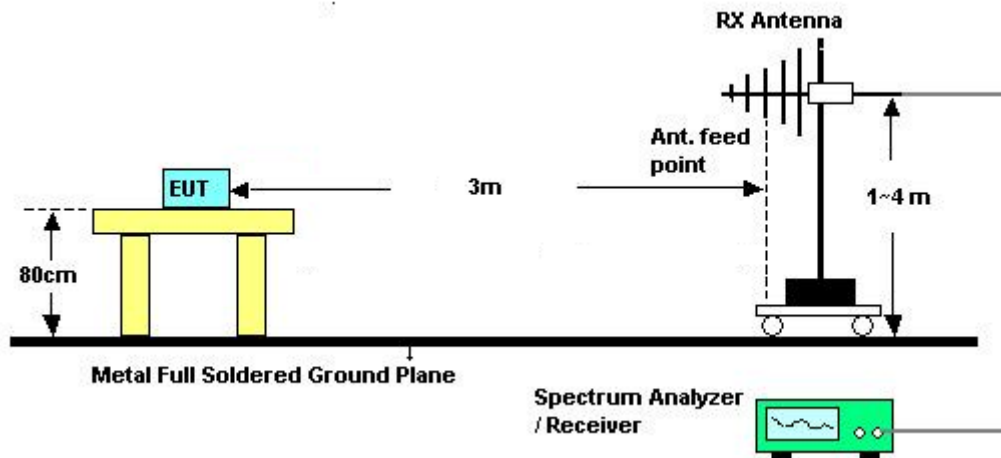 RX Antenna
Ant. feed
point
EUT
3m
1~4 m
80cm
Metal Full Soldered Ground Plane
Spectrum Analyzer
/ Receiver